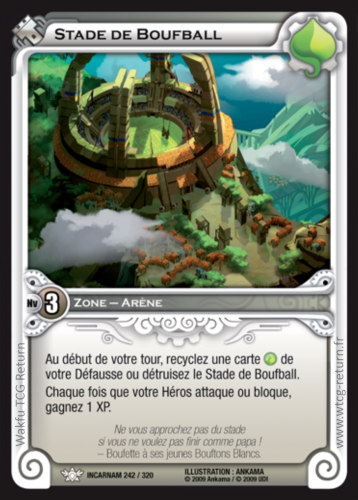 Stade de Boufball
Nv 3 Zone – Arène
Au début de votre tour, recyclez une carte de
votre Défausse ou détruisez le Stade de Boufball.
Chaque fois que votre Héros attaque ou bloque,
gagnez 1 XP.
Ne vous approchez pas du stade
si vous ne voulez pas finir comme papa !
– Boufette à ses jeunes Bouftons Blancs.
INCARNAM 242 / 320
ILLUSTRATION : ANKAMA
© 2009 Ankama / © 2009 UDI
Wakfu TCG Return
www.wtcg-return.fr